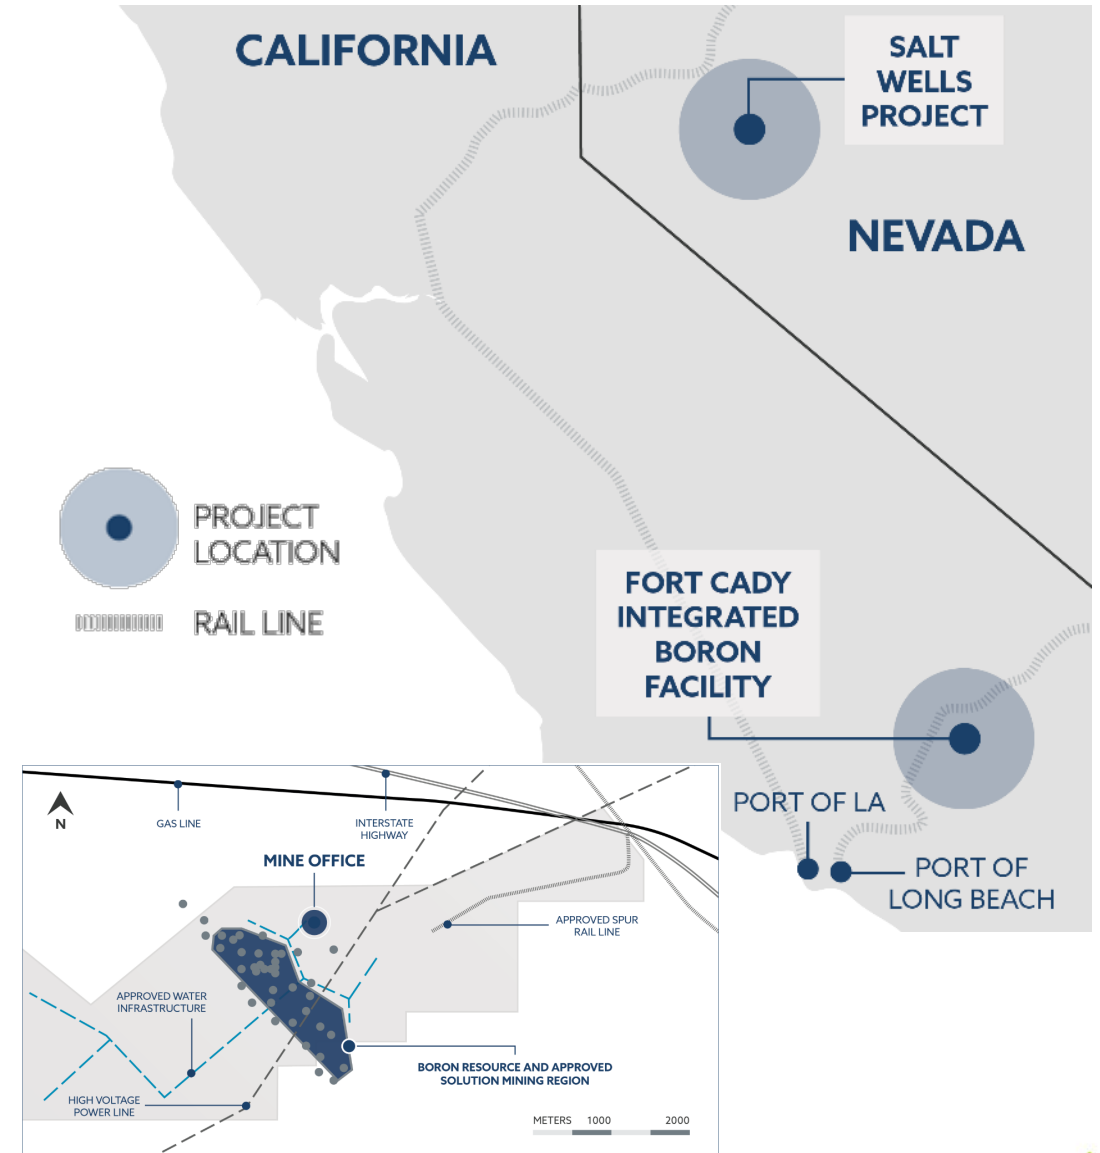 CALIFORNIA
SALT
WELLS
PROJECT
NEVADA
PROJECT
LOCATION
RAIL LINE
FORT CADY
INTEGRATED
BORON
FACILITY
PORT OF LA
PORT OF
LONG BEACH
N
GAS LINE
INTERSTATE
HIGHWAY
MINE OFFICE
APPROVED SPUR
RAIL LINE
APPROVED WATER
INFRASTRUCTURE
BORON RESOURCE AND APPROVED
SOLUTION MINING REGION
HIGH VOLTAGE
POWER LINE
METERS 1000 2000